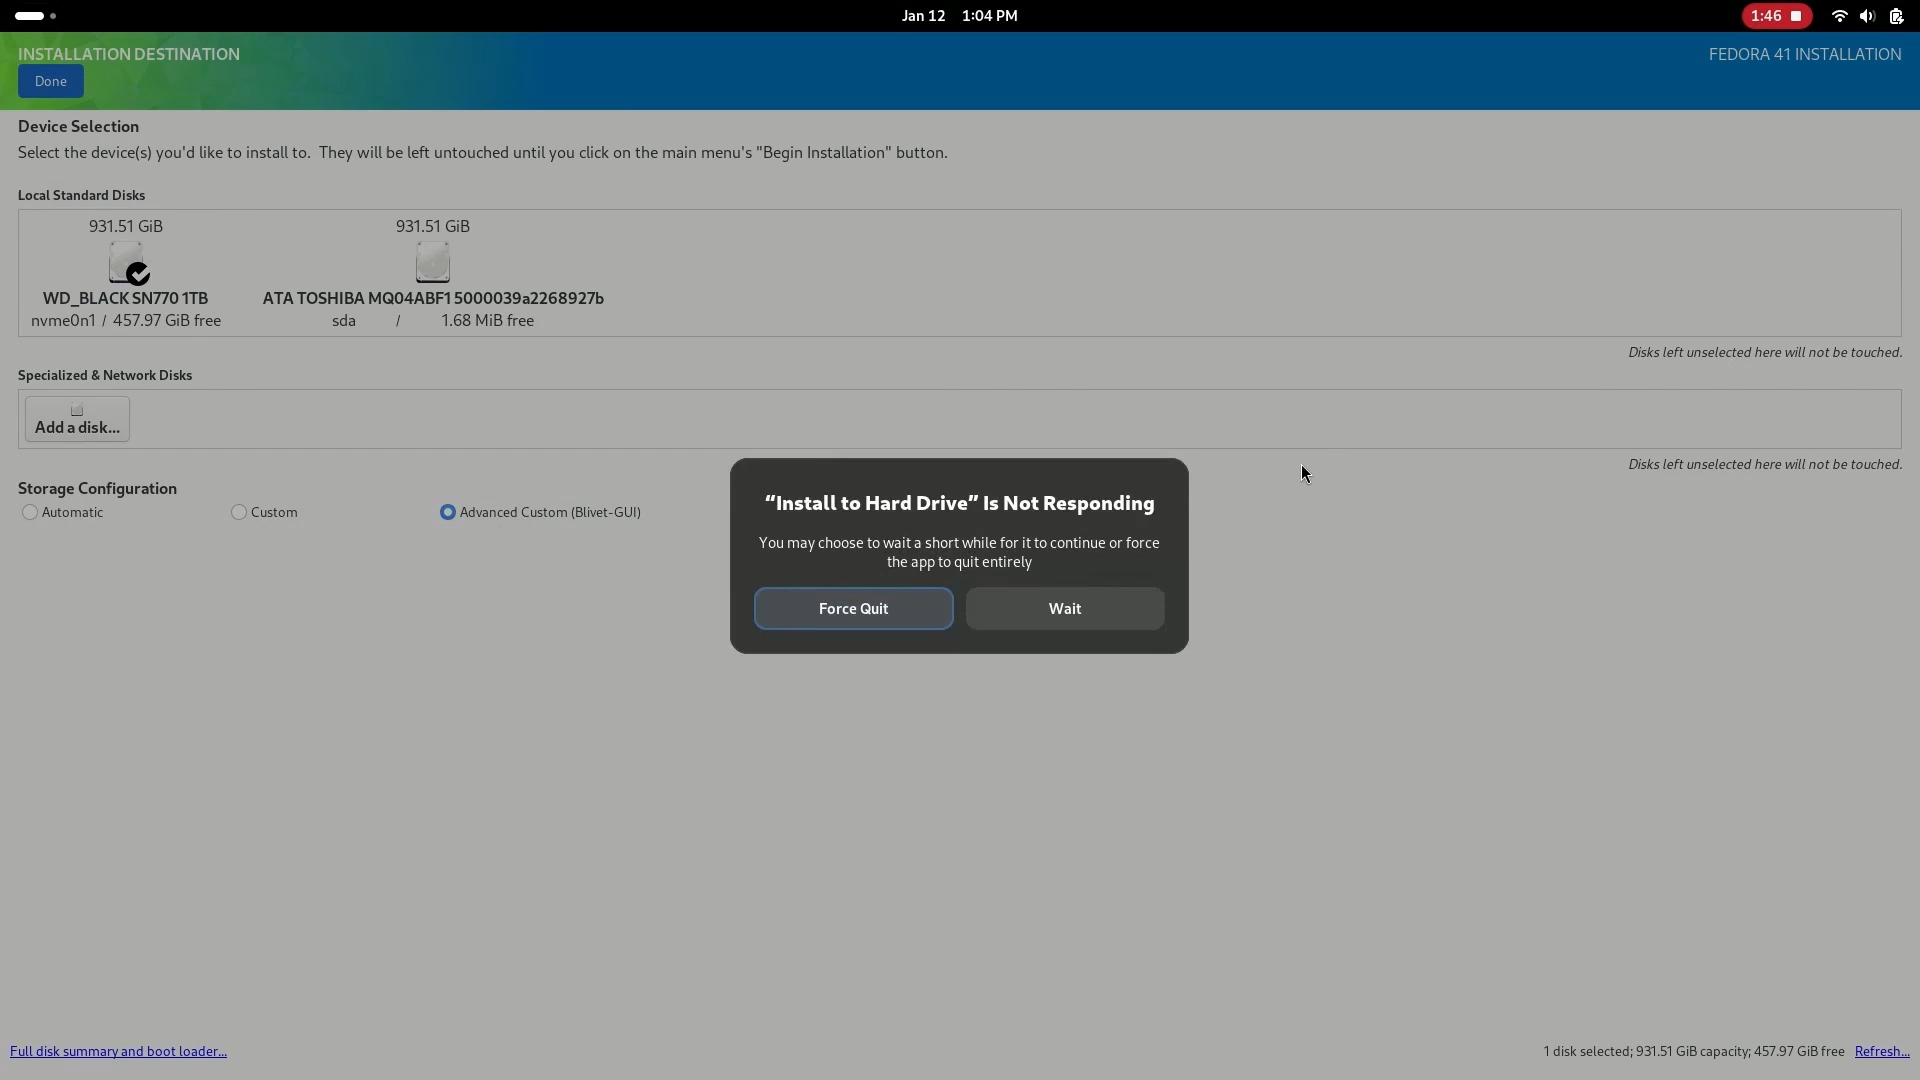 Jan 12 1:04 PM
1:46
INSTALLATION DESTINATION
FEDORA 41 INSTALLATION
Done
Device Selection
Select the device(s) you'd like to install to. They will be left untouched until you click on the main menu's "Begin Installation" button.
Local Standard Disks
931.51 GiB
WD_BLACK SN770 1TB
nvme0n1 / 457.97 GiB free
931.51 GiB
ATA TOSHIBA MQ04ABF1 5000039a2268927b
sda / 1.68 MiB free
Disks left unselected here will not be touched.
Specialized & Network Disks
Add a disk...
Disks left unselected here will not be touched.
Storage Configuration
Automatic
Custom
Advanced Custom (Blivet-GUI)
“Install to Hard Drive” Is Not Responding
You may choose to wait a short while for it to continue or force
the app to quit entirely
Force Quit
Wait
Full disk summary and boot loader...
1 disk selected; 931.51 GiB capacity; 457.97 GiB free Refresh...